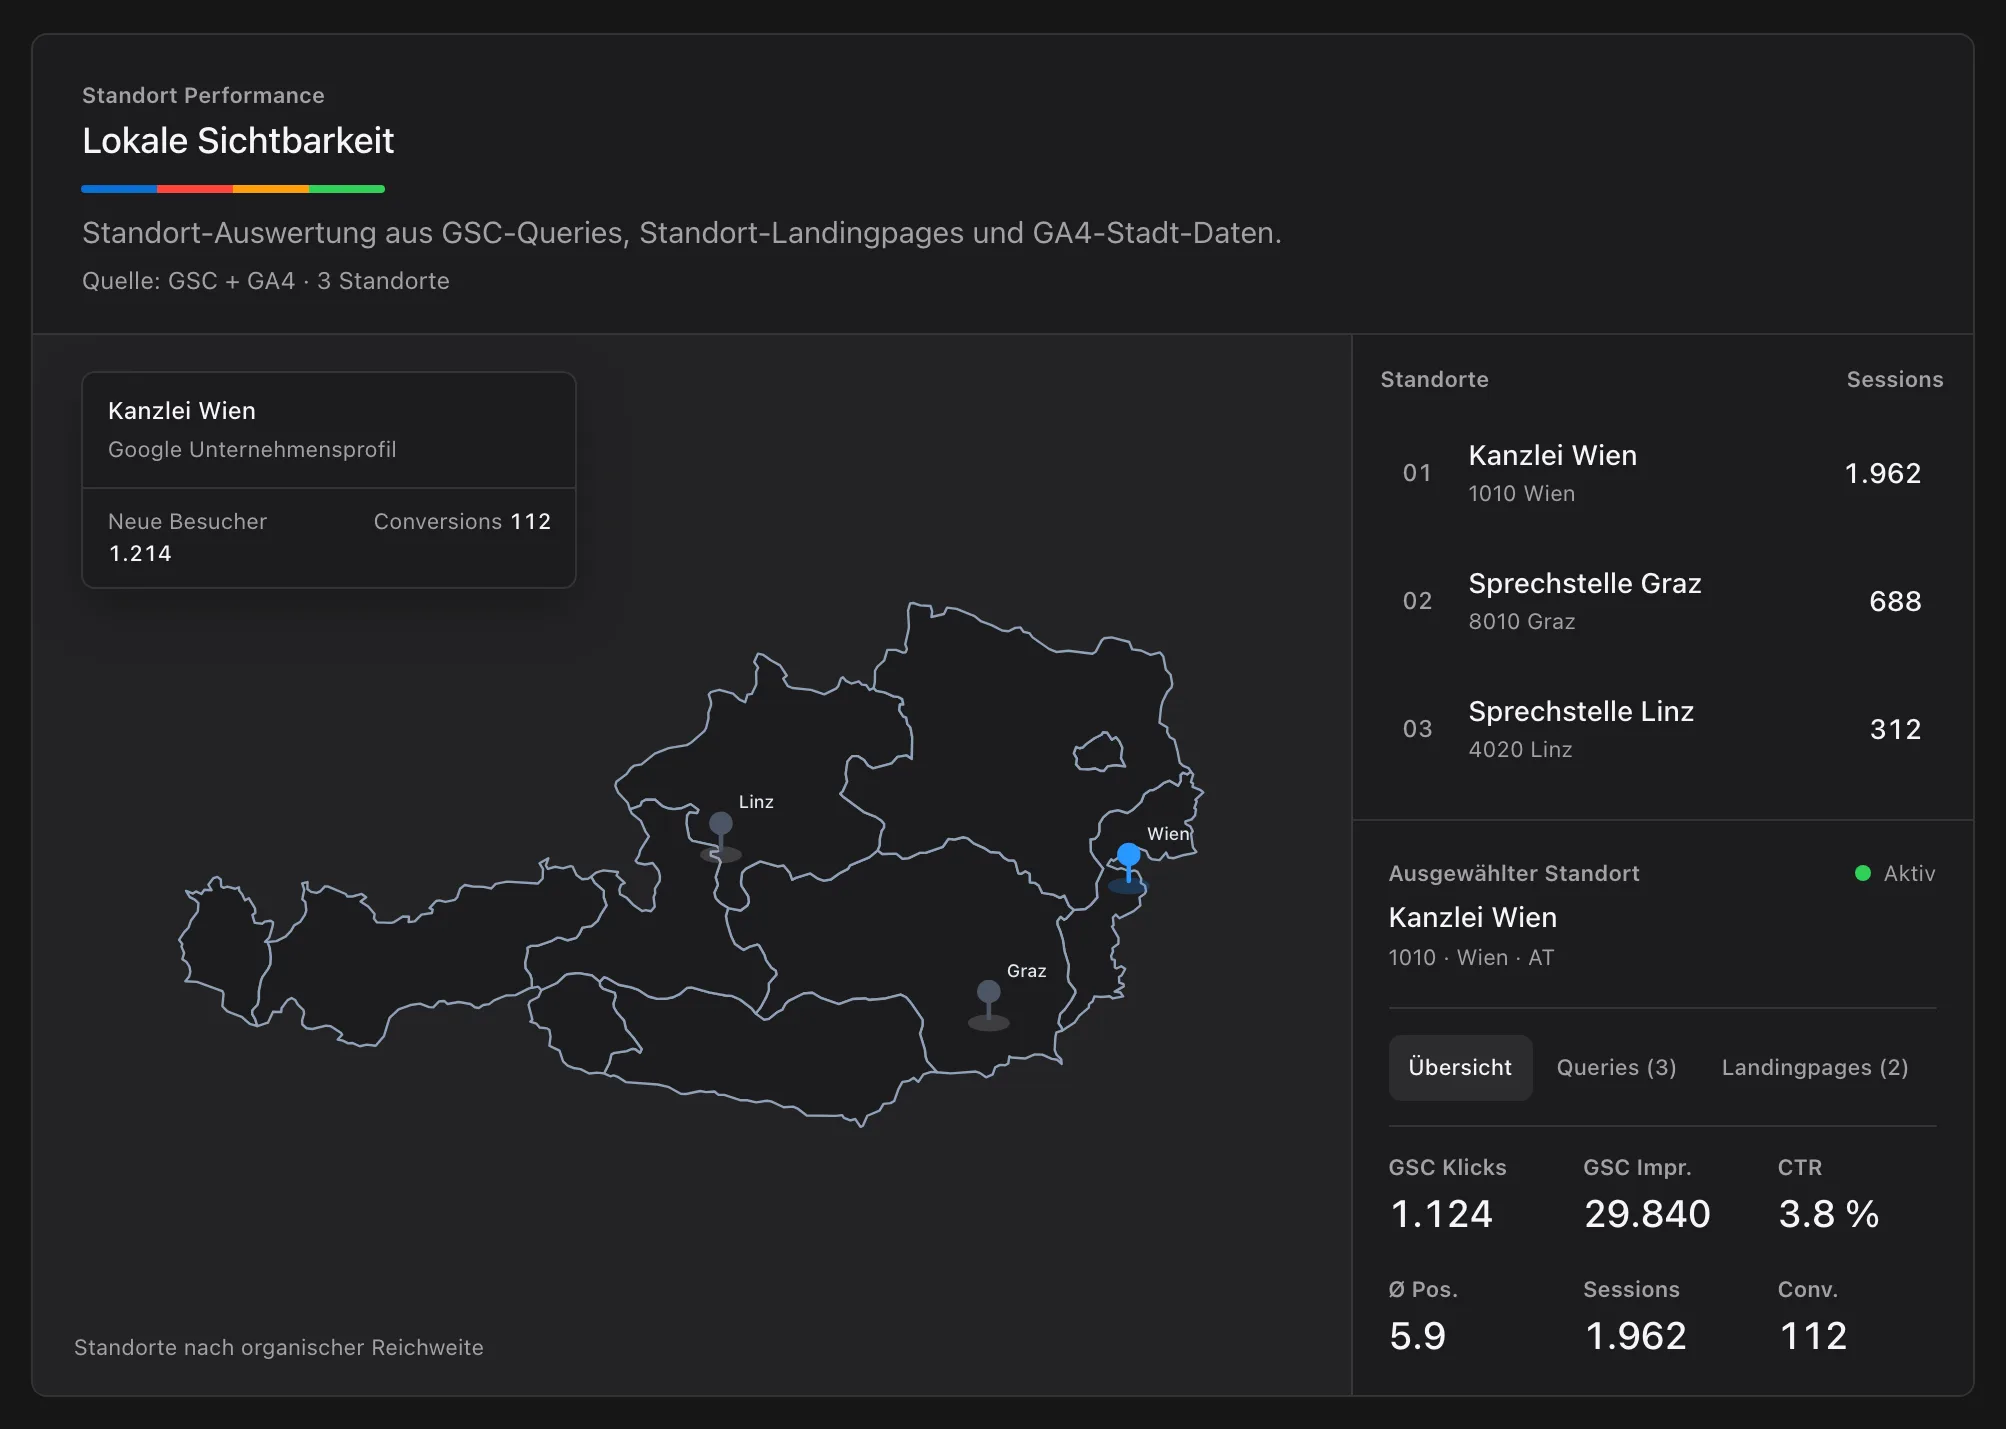 Standort Performance
Lokale Sichtbarkeit
Standort-Auswertung aus GSC-Queries, Standort-Landingpages und GA4-Stadt-Daten.
Quelle: GSC + GA4 · 3 Standorte
Kanzlei Wien
Google Unternehmensprofil
Neue Besucher 1.214
Conversions 112
Linz
Wien
Graz
Standorte nach organischer Reichweite
Standorte Sessions
01 Kanzlei Wien 1.962
1010 Wien
02 Sprechstelle Graz 688
8010 Graz
03 Sprechstelle Linz 312
4020 Linz
Ausgewählter Standort Aktiv
Kanzlei Wien
1010 · Wien · AT
Übersicht Queries (3) Landingpages (2)
GSC Klicks GSC Impr. CTR
1.124 29.840 3.8 %
Ø Pos. Sessions Conv.
5.9 1.962 112